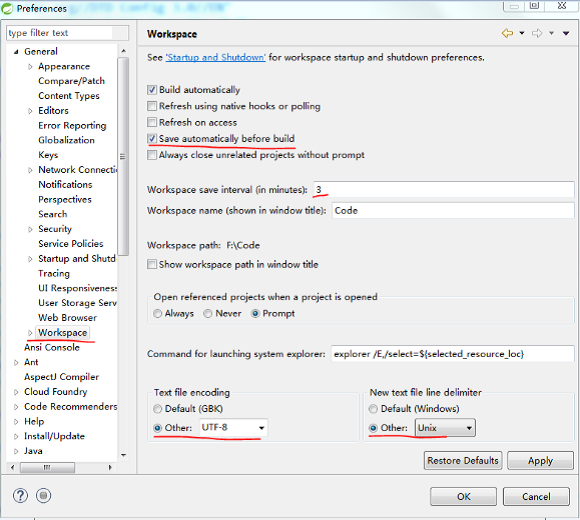 Preferences
type filter text
General
Appearance
Compare/Patch
Content Types
Editors
Error Reporting
Globalization
Keys
Network Connectio
Notifications
Perspectives
Search
Security
Service Policies
Startup and Shutd
Tracing
UI Responsiveness
User Storage Serv
Web Browser
Workspace
Ansi Console
Ant
AspectJ Compiler
Cloud Foundry
Code Recommenders
Help
Install/Update
Java
Workspace
See 'Startup and Shutdown' for workspace startup and shutdown preferences.
Build automatically
Refresh using native hooks or polling
Refresh on access
Save automatically before build
Always close unrelated projects without prompt
Workspace save interval (in minutes): 3
Workspace name (shown in window title): Code
Workspace path: F:\Code
Show workspace path in window title
Open referenced projects when a project is opened
Always Never Prompt
Command for launching system explorer: explorer /E,/select=${selected_resource_loc}
Text file encoding
Default (GBK)
Other: UTF-8
New text file line delimiter
Default (Windows)
Other: Unix
Restore Defaults Apply
OK Cancel